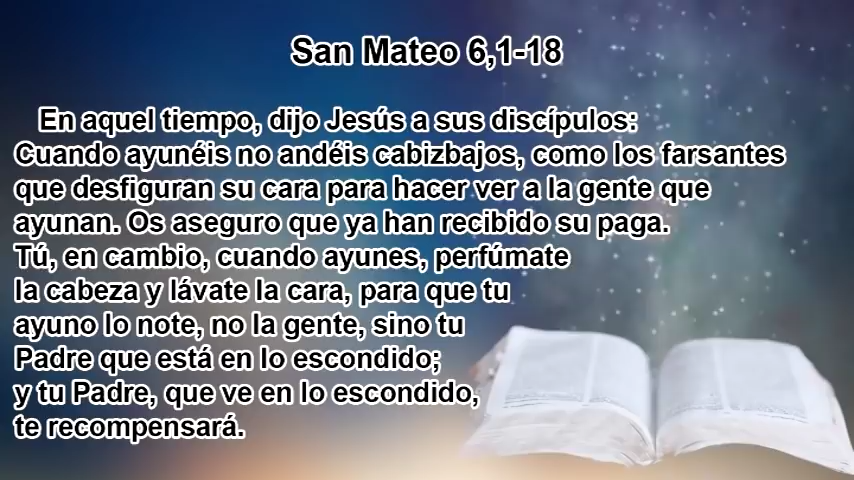 San Mateo 6,1-18
En aquel tiempo, dijo Jesús a sus discípulos:
Cuando ayunéis no andéis cabizbajos, como los farsantes
que desfiguran su cara para hacer ver a la gente que
ayunan. Os aseguro que ya han recibido su paga.
Tú, en cambio, cuando ayunes, perfúmate
la cabeza y lávate la cara, para que tu
ayuno lo note, no la gente, sino tu
Padre que está en lo escondido;
y tu Padre, que ve en lo escondido,
te recompensará.